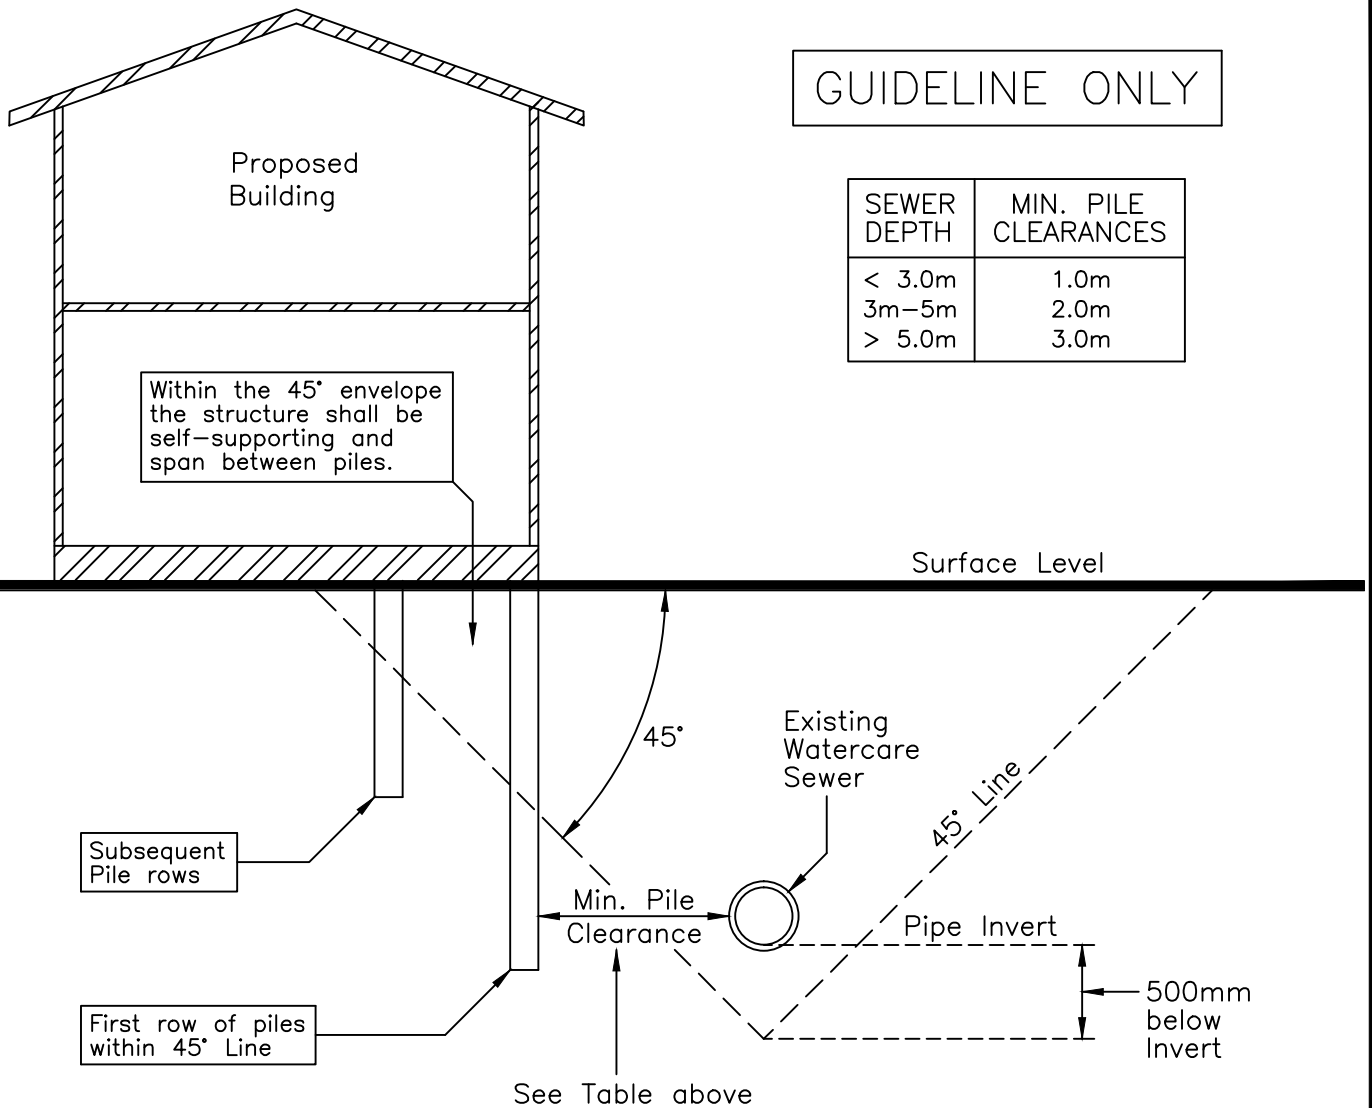 GUIDELINE ONLY
Proposed
Building
SEWER DEPTH MIN. PILE CLEARANCES
< 3.0m 1.0m
3m-5m 2.0m
> 5.0m 3.0m
Within the 45° envelope
the structure shall be
self-supporting and
span between piles.
Surface Level
45°
Existing
Watercare
Sewer
45° Line
Subsequent
Pile rows
Min. Pile
Clearance
Pipe Invert
500mm
below
Invert
First row of piles
within 45° Line
See Table above